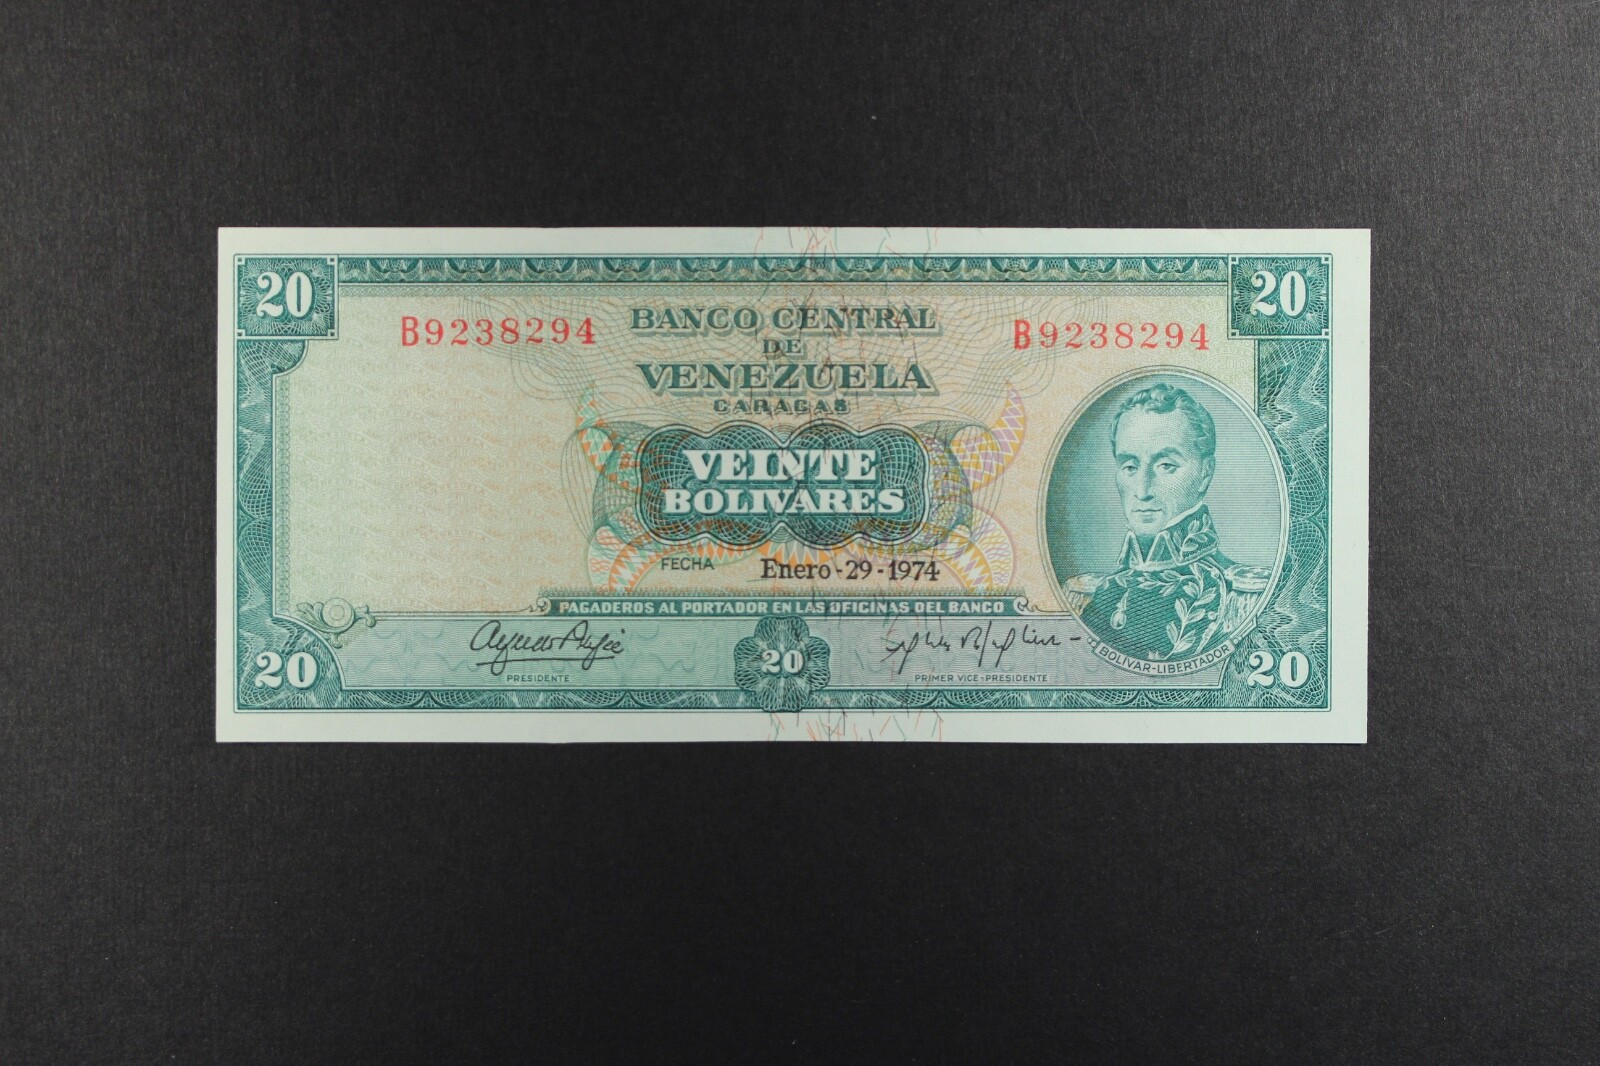 20
20
B9238294
BANCO CENTRAL
B9238294
DE
VENEZUELA
CARACAS
VEINTE
BOLIVARES
FECHA Enero-29-1974
PAGADEROS AL PORTADOR EN LAS OFICINAS DEL BANCO
20
20
BOLIVAR-LIBERTADOR
20
PRESIDENTE
PRIMER VICE-PRESIDENTE